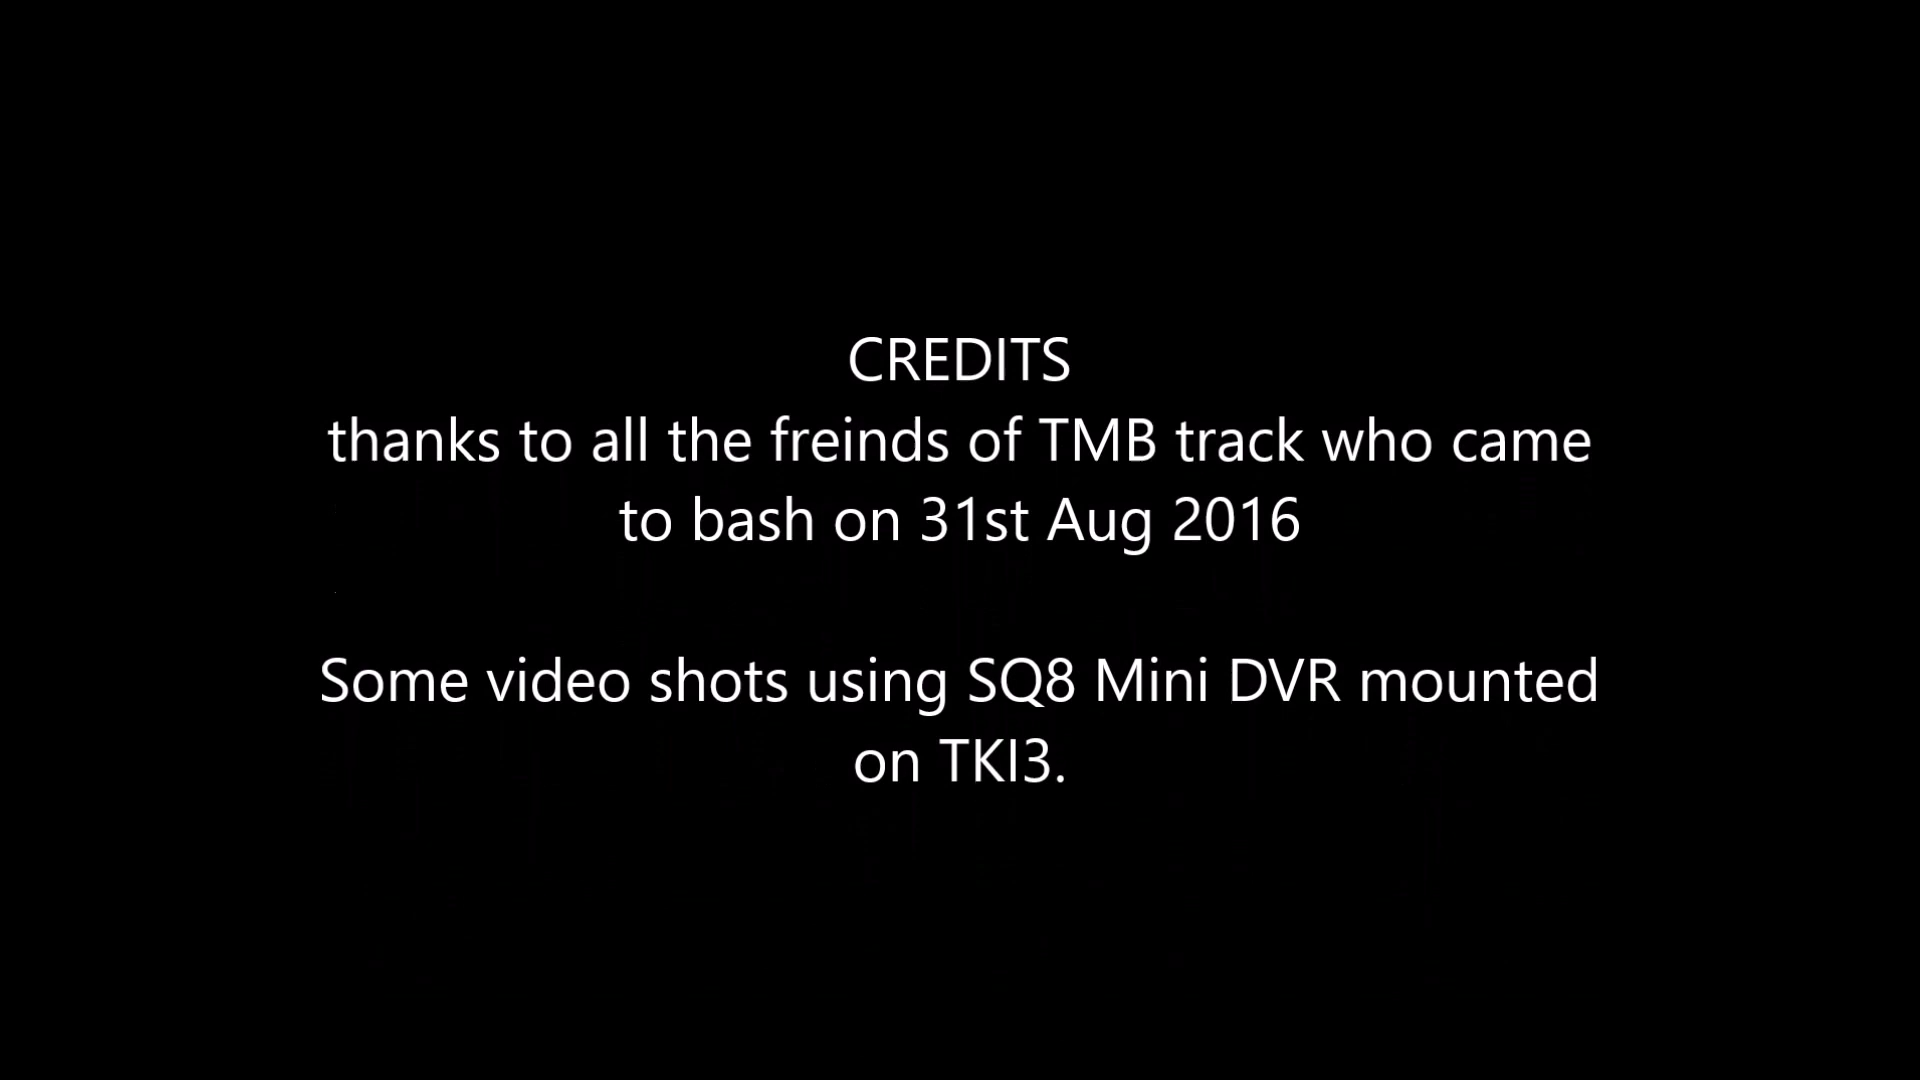 CREDITS
thanks to all the freinds of TMB track who came
to bash on 31st Aug 2016
Some video shots using SQ8 Mini DVR mounted
on TKI3.